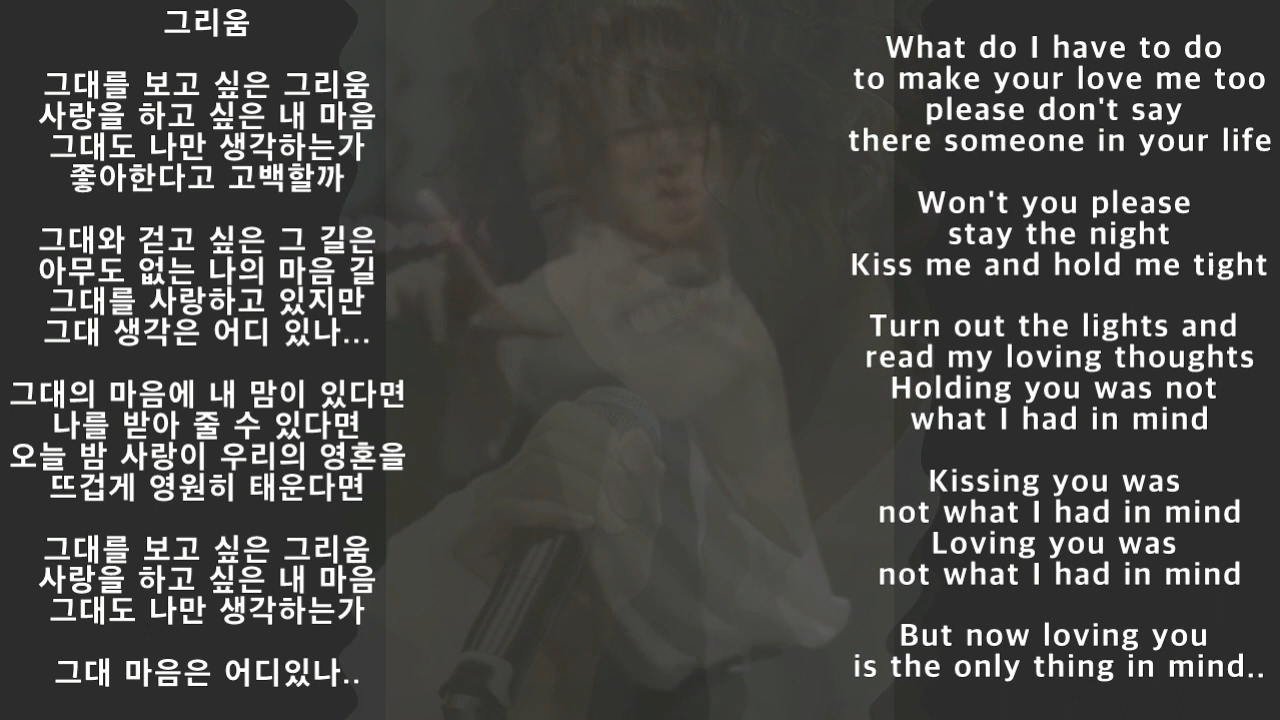 그리움
그대를 보고 싶은 그리움
사랑을 하고 싶은 내 마음
그대도 나만 생각하는가
좋아한다고 고백할까
그대와 걷고 싶은 그 길은
아무도 없는 나의 마음 길
그대를 사랑하고 있지만
그대 생각은 어디 있나...
그대의 마음에 내 맘이 있다면
나를 받아 줄 수 있다면
오늘 밤 사랑이 우리의 영혼을
뜨겁게 영원히 태운다면
그대를 보고 싶은 그리움
사랑을 하고 싶은 내 마음
그대도 나만 생각하는가
그대 마음은 어디있나..
What do I have to do
to make your love me too
please don't say
there someone in your life
Won't you please
stay the night
Kiss me and hold me tight
Turn out the lights and
read my loving thoughts
Holding you was not
what I had in mind
Kissing you was
not what I had in mind
Loving you was
not what I had in mind
But now loving you
is the only thing in mind..